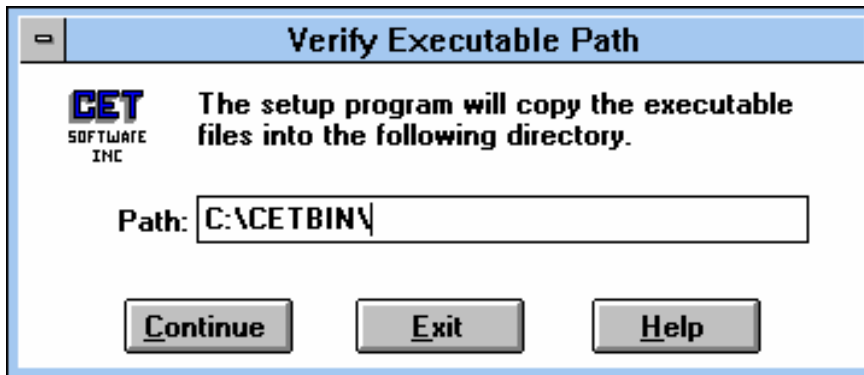 Verify Executable Path
CET
SOFTWARE
INC
The setup program will copy the executable
files into the following directory.
Path: C:\CETBIN\
Continue Exit Help